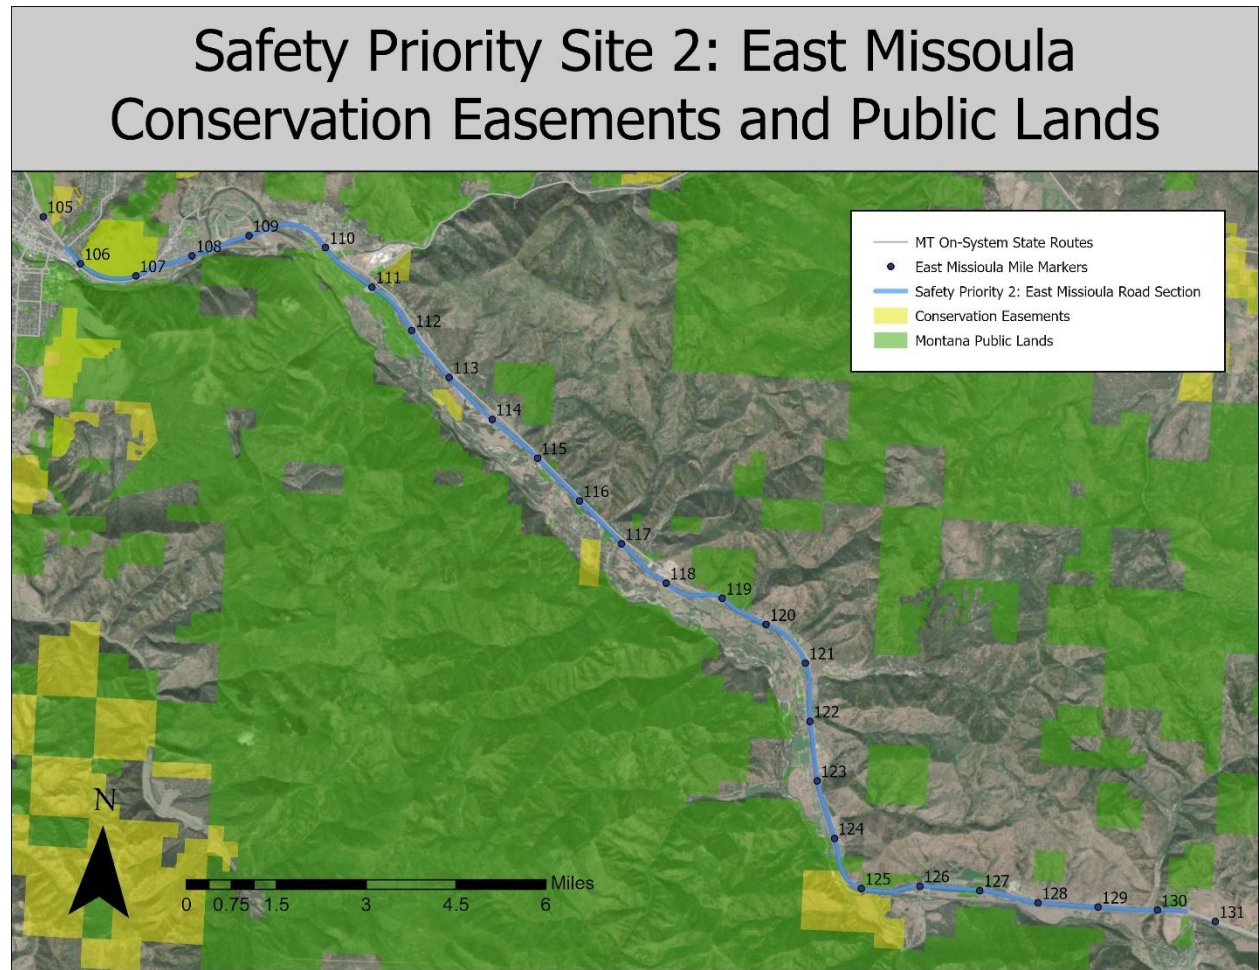 Safety Priority Site 2: East Missoula
Conservation Easements and Public Lands
MT On-System State Routes
East Missioula Mile Markers
Safety Priority 2: East Missioula Road Section
Conservation Easements
Montana Public Lands
105
106
107
108
109
110
111
112
113
114
115
116
117
118
119
120
121
122
123
124
125
126
127
128
129
130
131
N
Miles
0 0.75 1.5 3 4.5 6